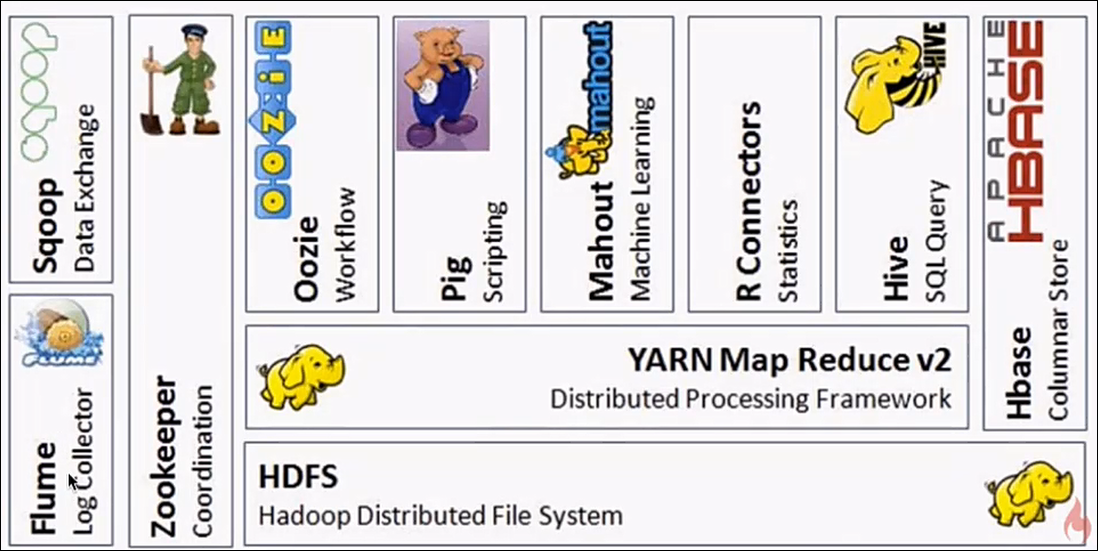 sqoop
Sqoop
Data Exchange
FLUME
Flume
Log Collector
Zookeeper
Coordination
OOZiE
Oozie
Workflow
Pig
Scripting
mahout
Mahout
Machine Learning
R Connectors
Statistics
HIVE
Hive
SQL Query
APACHE
HBASE
Hbase
Columnar Store
YARN Map Reduce v2
Distributed Processing Framework
HDFS
Hadoop Distributed File System